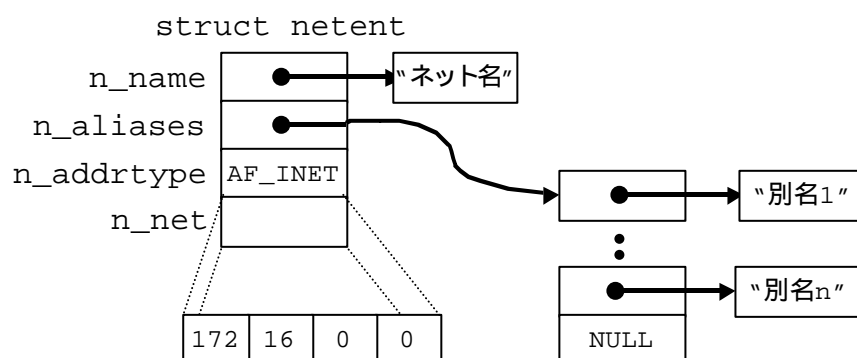 struct netent
n_name
“ネット名”
n_aliases
n_addrtype
AF_INET
“別名1”
n_net
“別名n”
172 16 0 0
NULL